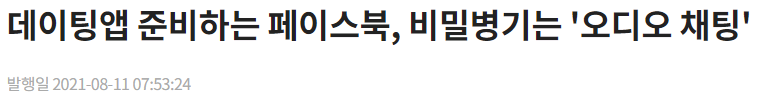 데이팅앱 준비하는 페이스북, 비밀병기는 '오디오 채팅'
발행일 2021-08-11 07:53:24